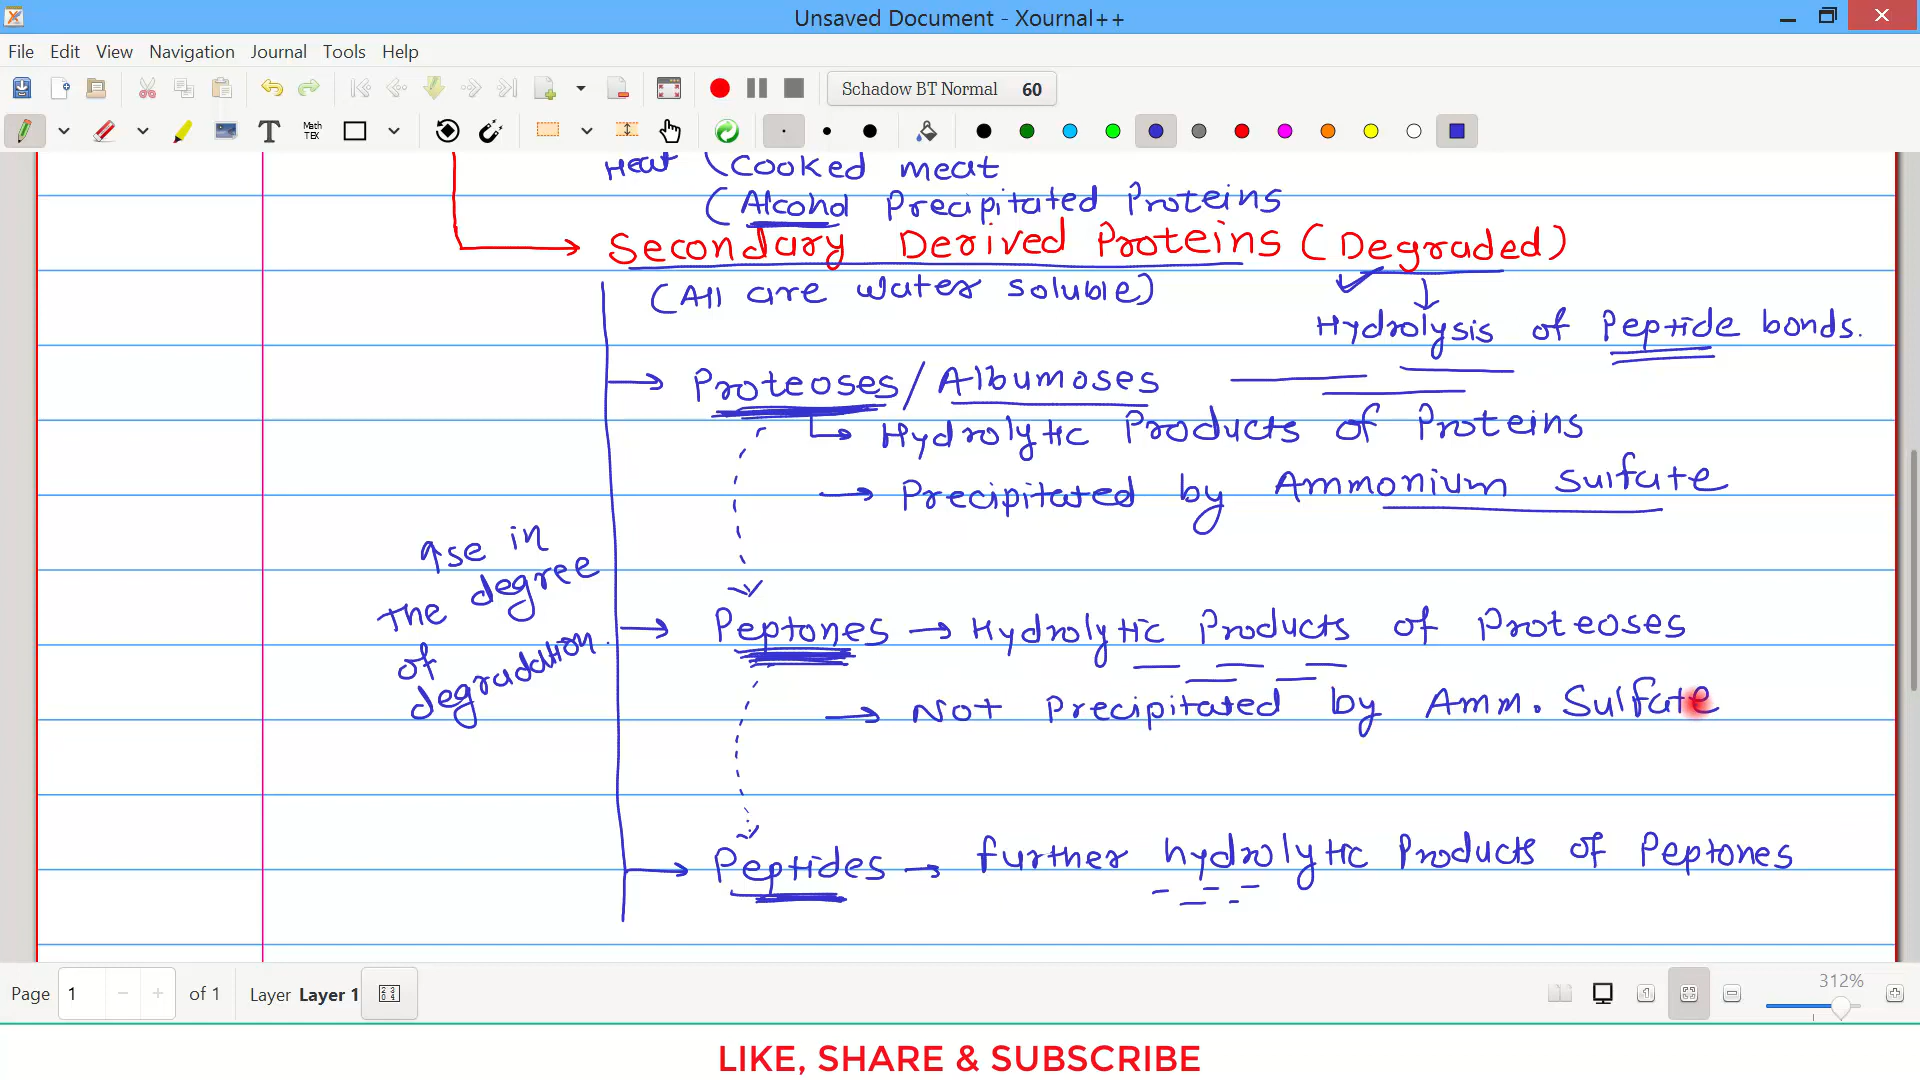 Unsaved Document - Xournal++
File Edit View Navigation Journal Tools Help
Schadow BT Normal 60
Math TEX
Heat (Cooked meat
(Alcohol Precipitated Proteins
Secondary Derived Proteins (Degraded)
(All are water soluble)
Hydrolysis of Peptide bonds.
Proteoses/Albumoses
Hydrolytic Products of Proteins
Precipitated by Ammonium sulfate
↑se in
the degree
of
degradation.
Peptones → Hydrolytic Products of Proteoses
→ Not Precipitated by Amm. Sulfate
Peptides → further hydrolytic Products of Peptones
Page 1 of 1 Layer Layer 1
312%
LIKE, SHARE & SUBSCRIBE